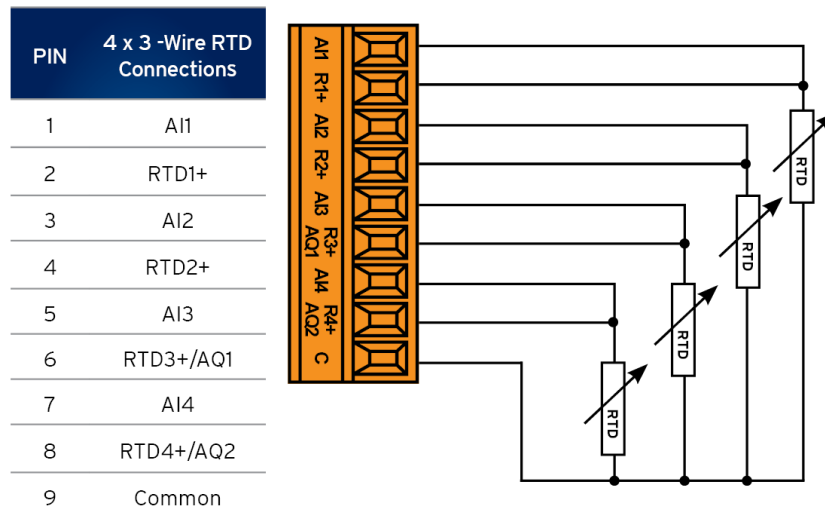 PIN
4 x 3 -Wire RTD
Connections
1 AI1
2 RTD1+
3 AI2
4 RTD2+
5 AI3
6 RTD3+/AQ1
7 AI4
8 RTD4+/AQ2
9 Common
AI1
R1+
AI2
R2+
AI3
R3+
AQ1
AI4
R4+
AQ2
C
RTD
RTD
RTD
RTD